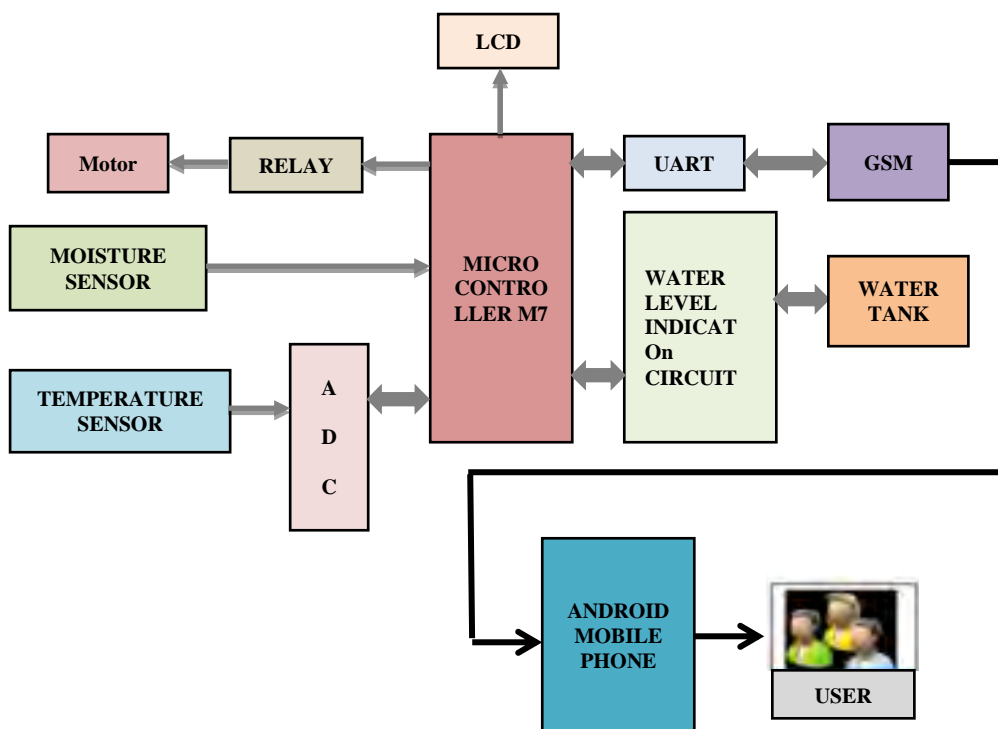 LCD
Motor
RELAY
UART
GSM
MOISTURE
SENSOR
MICRO
CONTRO
LLER M7
WATER
LEVEL
INDICAT
On
CIRCUIT
WATER
TANK
TEMPERATURE
SENSOR
A
D
C
ANDROID
MOBILE
PHONE
USER